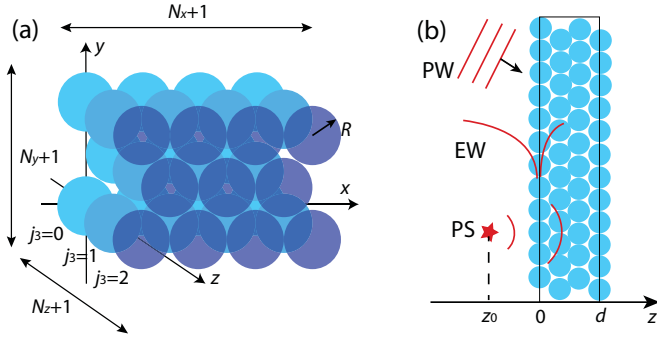 (a)
Nx+1
y
R
Ny+1
x
j3=0
j3=1
j3=2
z
Nz+1
(b)
PW
EW
PS
z0
0
d
z